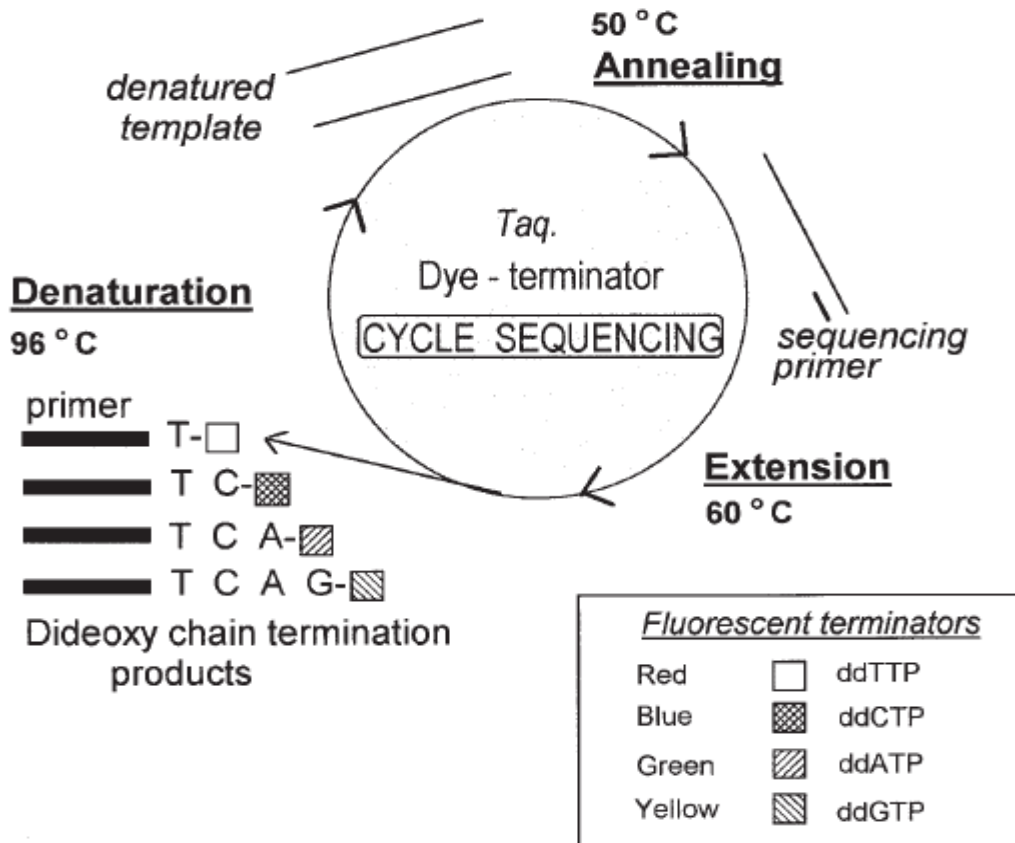 50 °C
Annealing
denatured
template
Taq.
Dye - terminator
CYCLE SEQUENCING
Denaturation
96 °C
sequencing
primer
primer
T-
T C-
T C A-
T C A G-
Extension
60 °C
Dideoxy chain termination
products
Fluorescent terminators
Red ddTTP
Blue ddCTP
Green ddATP
Yellow ddGTP